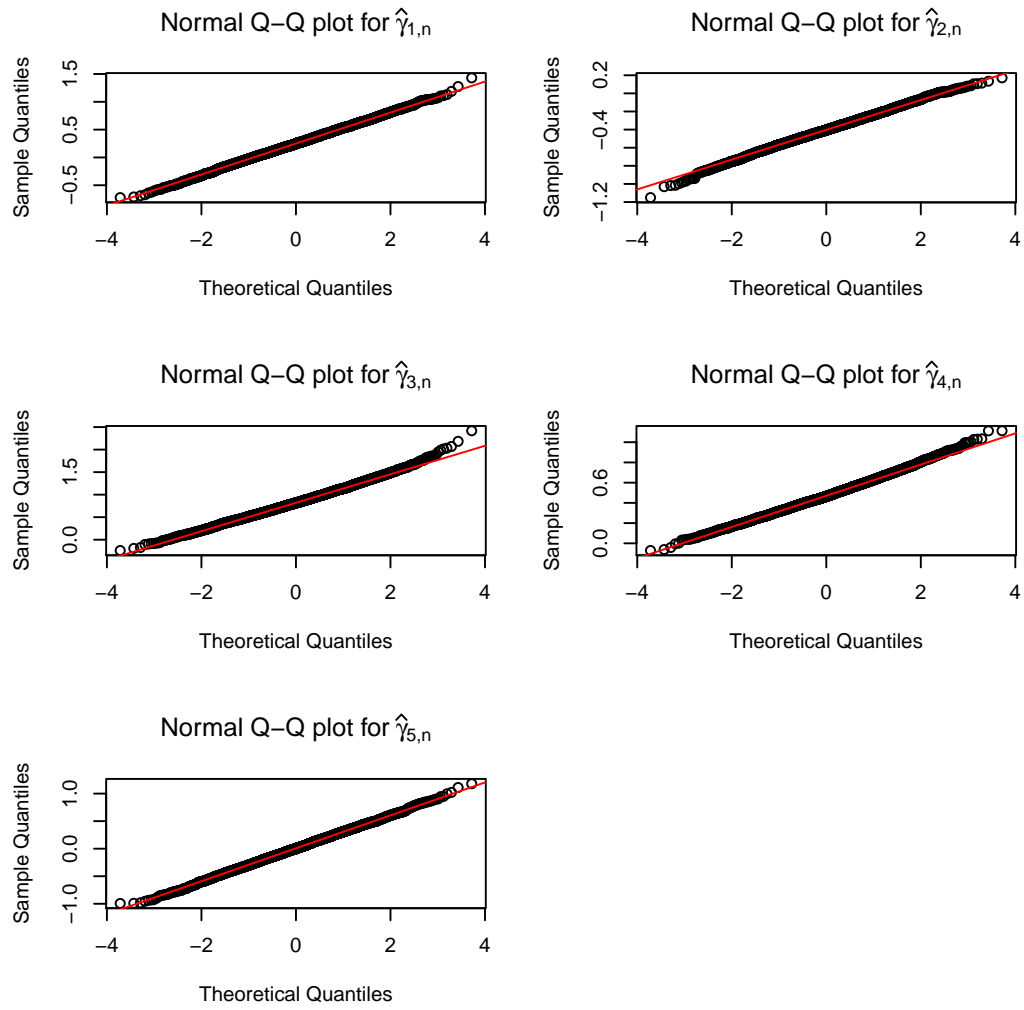 Normal Q−Q plot for γ̂1,n
Sample Quantiles
1.5
0.5
−0.5
−4 −2 0 2 4
Theoretical Quantiles
Normal Q−Q plot for γ̂2,n
Sample Quantiles
0.2
−0.4
−1.2
−4 −2 0 2 4
Theoretical Quantiles
Normal Q−Q plot for γ̂3,n
Sample Quantiles
1.5
0.0
−4 −2 0 2 4
Theoretical Quantiles
Normal Q−Q plot for γ̂4,n
Sample Quantiles
0.6
0.0
−4 −2 0 2 4
Theoretical Quantiles
Normal Q−Q plot for γ̂5,n
Sample Quantiles
1.0
0.0
−1.0
−4 −2 0 2 4
Theoretical Quantiles